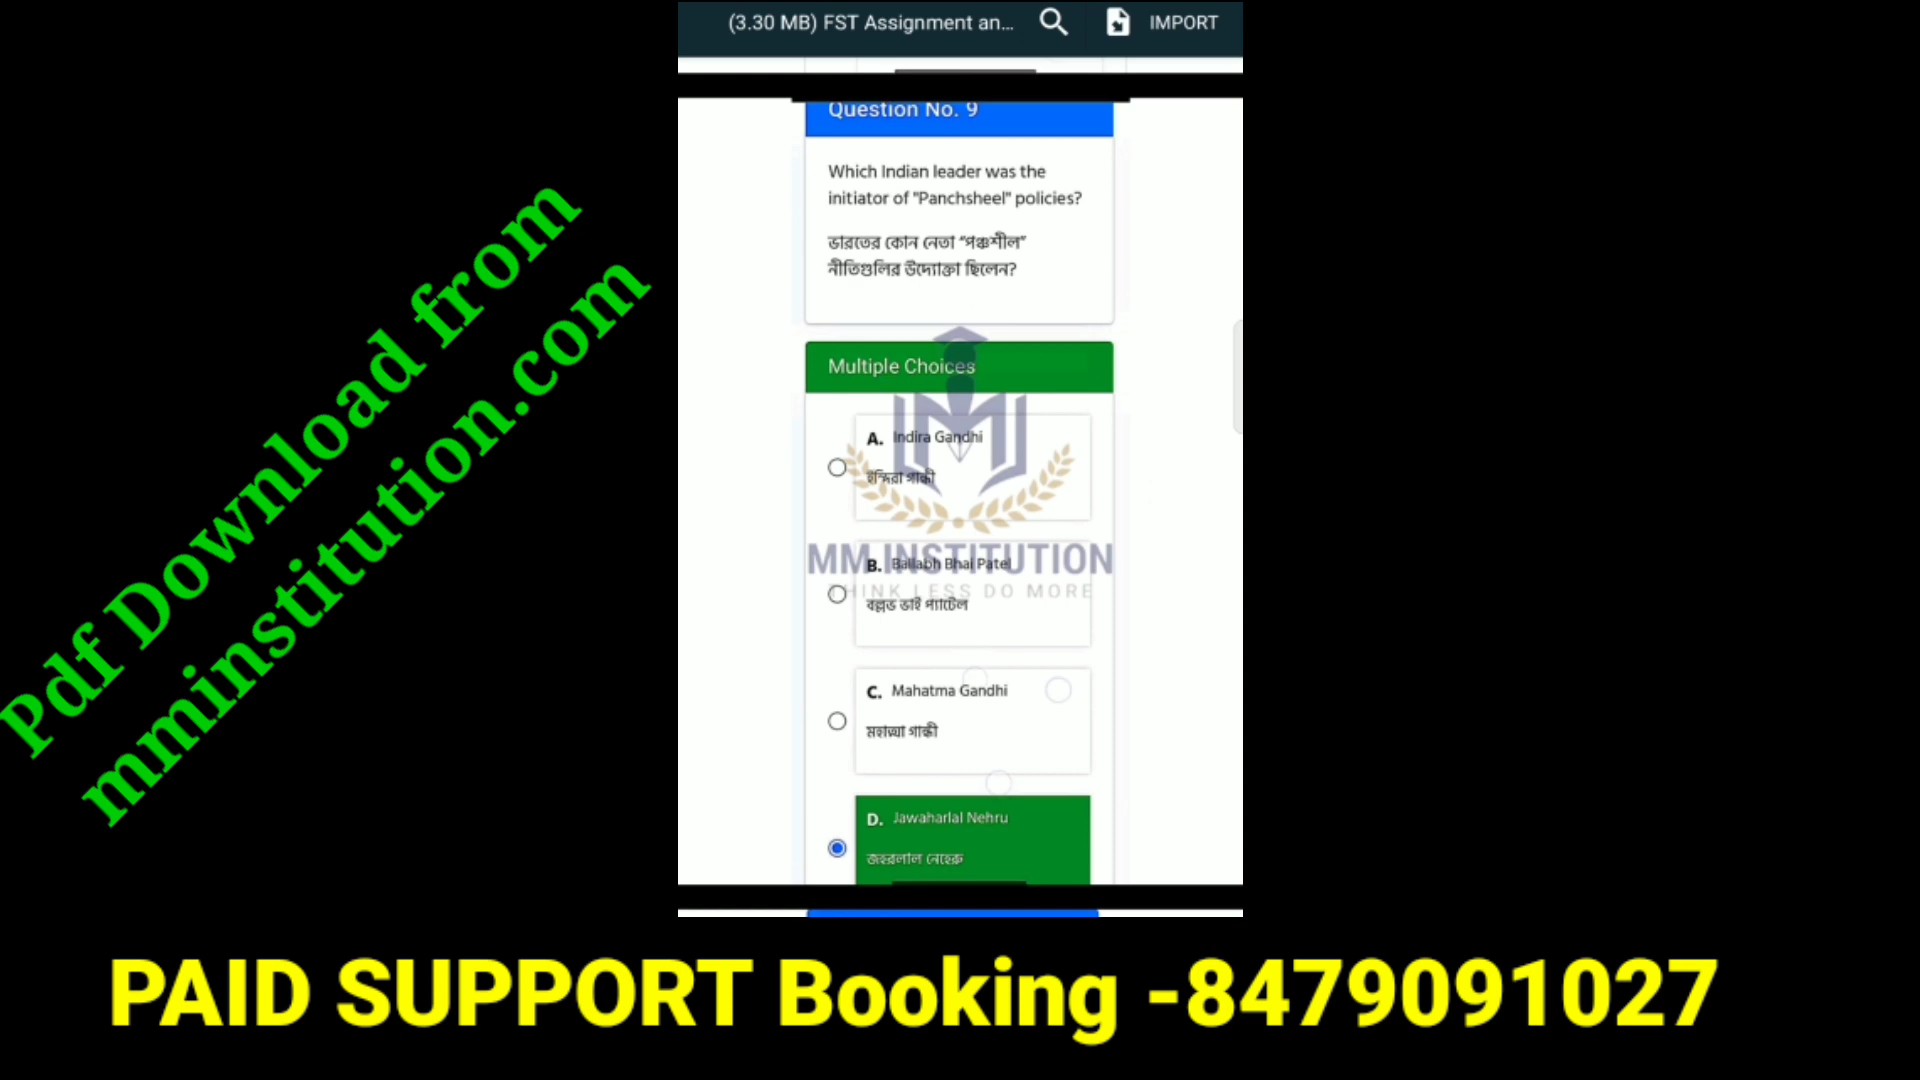 (3.30 MB) FST Assignment an...
IMPORT
Question No. 9
Which Indian leader was the
initiator of "Panchsheel" policies?
ভারতের কোন নেতা “পঞ্চশীল”
নীতিগুলির উদ্যোক্তা ছিলেন?
Multiple Choices
A. Indira Gandhi
ইন্দিরা গান্ধী
B. Ballabh Bhai Patel
বল্লভ ভাই প্যাটেল
MM INSTITUTION
THINK LESS DO MORE
C. Mahatma Gandhi
মহাত্মা গান্ধী
D. Jawaharlal Nehru
জহরলাল নেহেরু
Pdf Download from
mminstitution.com
PAID SUPPORT Booking -8479091027